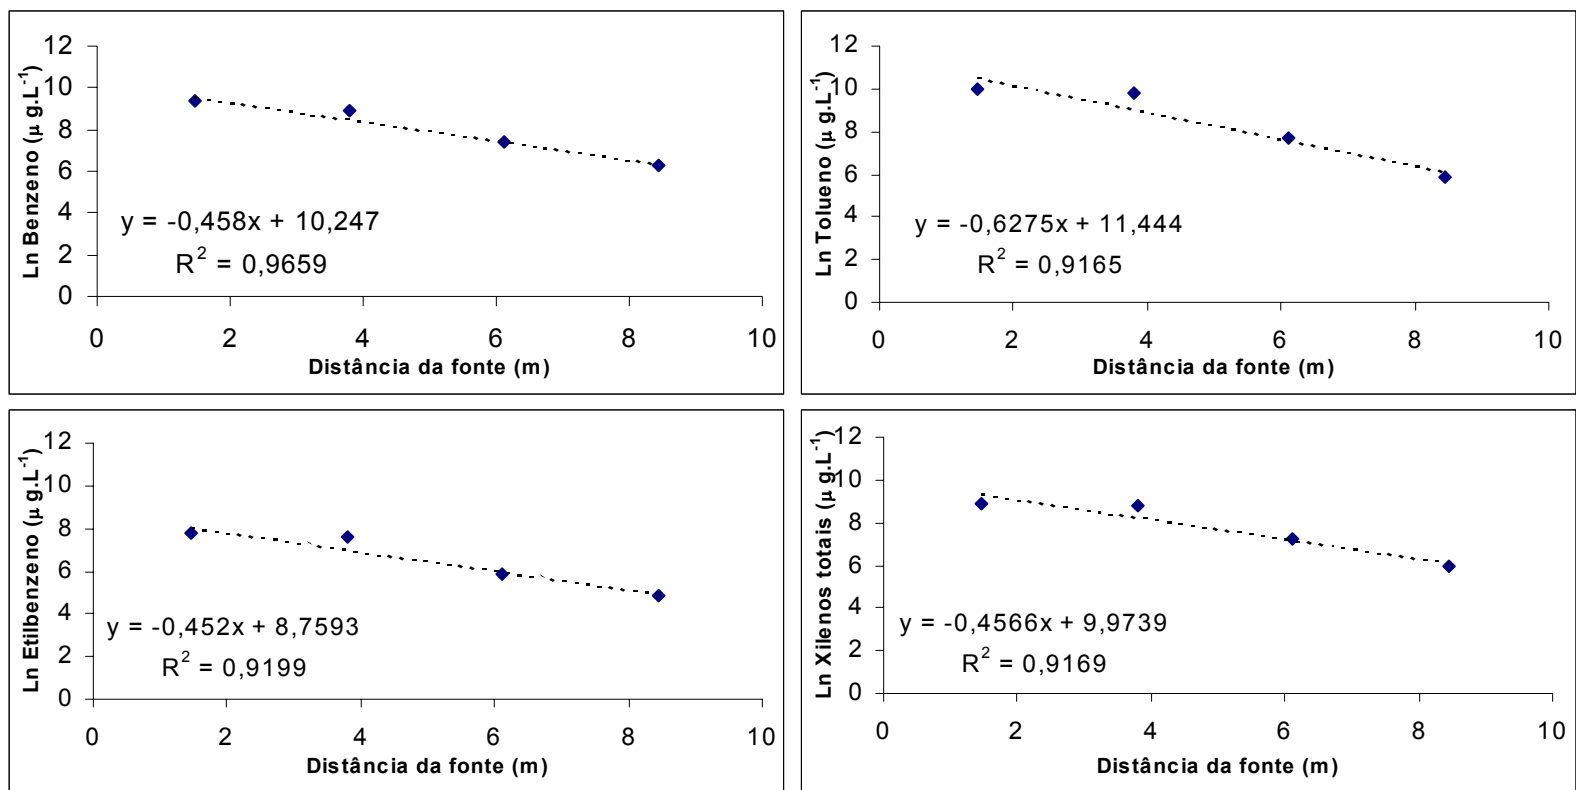 Ln Benzeno (μ g.L-1)
12
10
8
6
4
2
0
y = -0,458x + 10,247
R2 = 0,9659
0 2 4 6 8 10
Distância da fonte (m)
Ln Tolueno (μ g.L-1)
12
10
8
6
4
2
0
y = -0,6275x + 11,444
R2 = 0,9165
0 2 4 6 8 10
Distância da fonte (m)
Ln Etilbenzeno (μ g.L-1)
12
10
8
6
4
2
0
y = -0,452x + 8,7593
R2 = 0,9199
0 2 4 6 8 10
Distância da fonte (m)
Ln Xilenos totais (μ g.L-1)
12
10
8
6
4
2
0
y = -0,4566x + 9,9739
R2 = 0,9169
0 2 4 6 8 10
Distância da fonte (m)